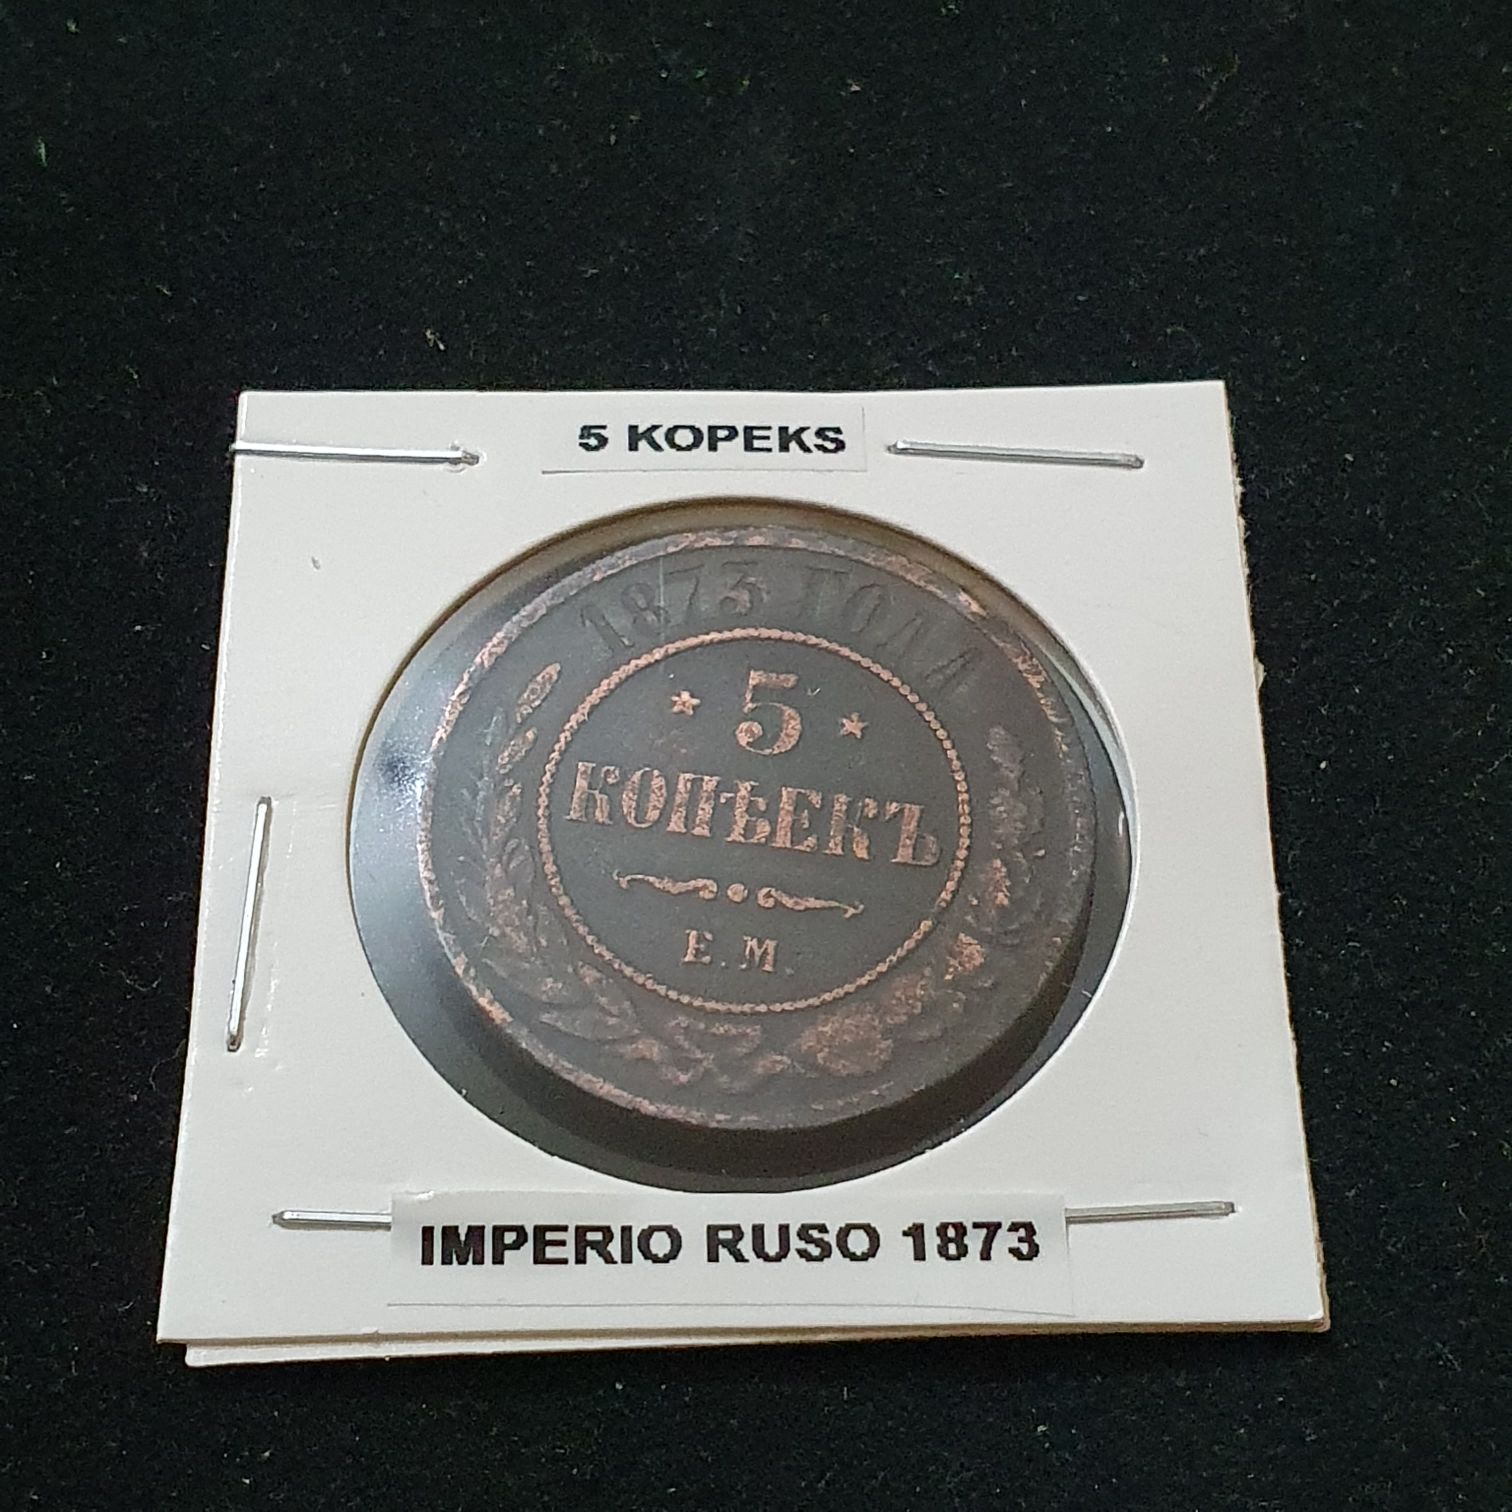 5 KOPEKS
1873 ГОДА
* 5 *
КОПѢЕКЪ
Е.М.
IMPERIO RUSO 1873